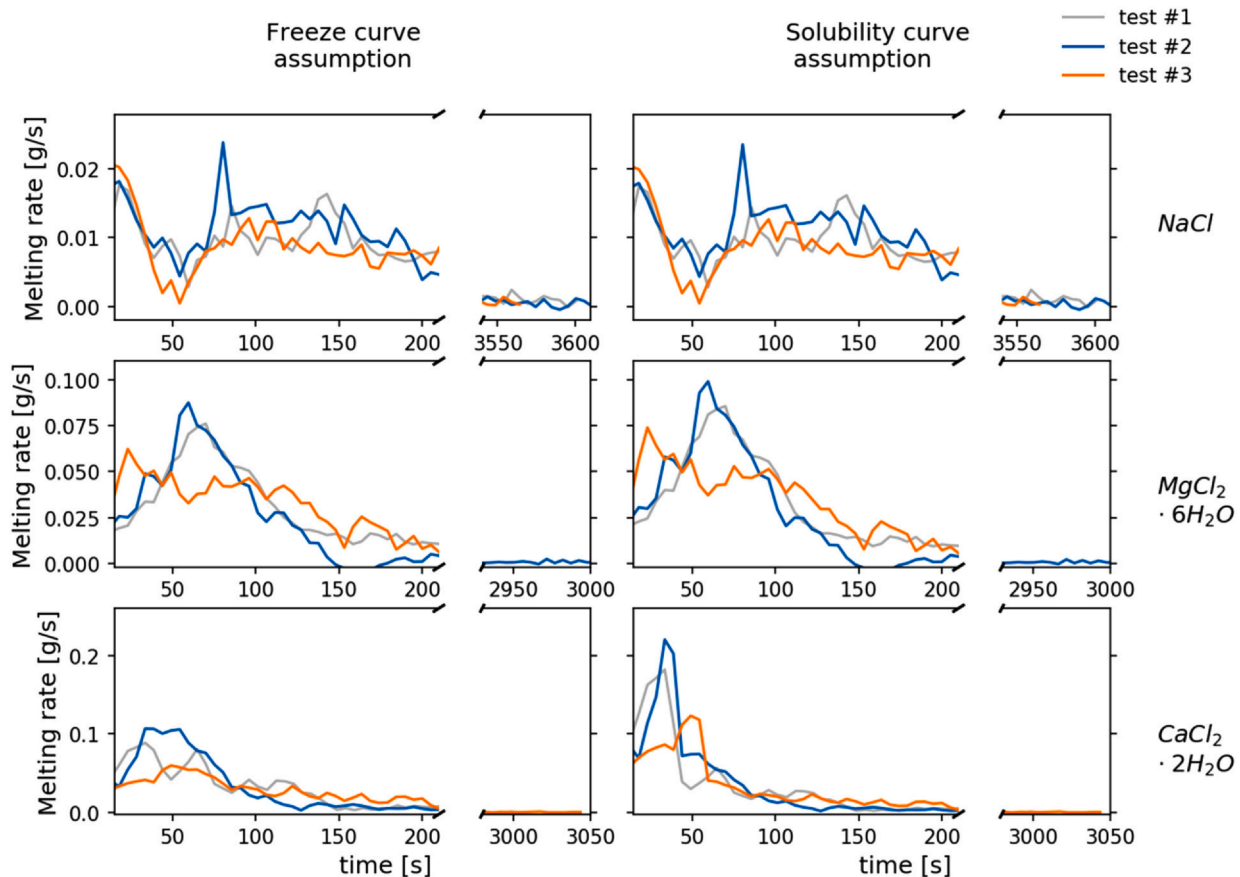 Freeze curve
assumption
Solubility curve
assumption
test #1
test #2
test #3
Melting rate [g/s]
0.02
0.01
0.00
50
100
150
200
3550
3600
50
100
150
200
3550
3600
NaCl
Melting rate [g/s]
0.100
0.075
0.050
0.025
0.000
50
100
150
200
2950
3000
50
100
150
200
2950
3000
MgCl₂
· 6H₂O
Melting rate [g/s]
0.2
0.1
0.0
50
100
150
200
3000
3050
50
100
150
200
3000
3050
CaCl₂
· 2H₂O
time [s]
time [s]